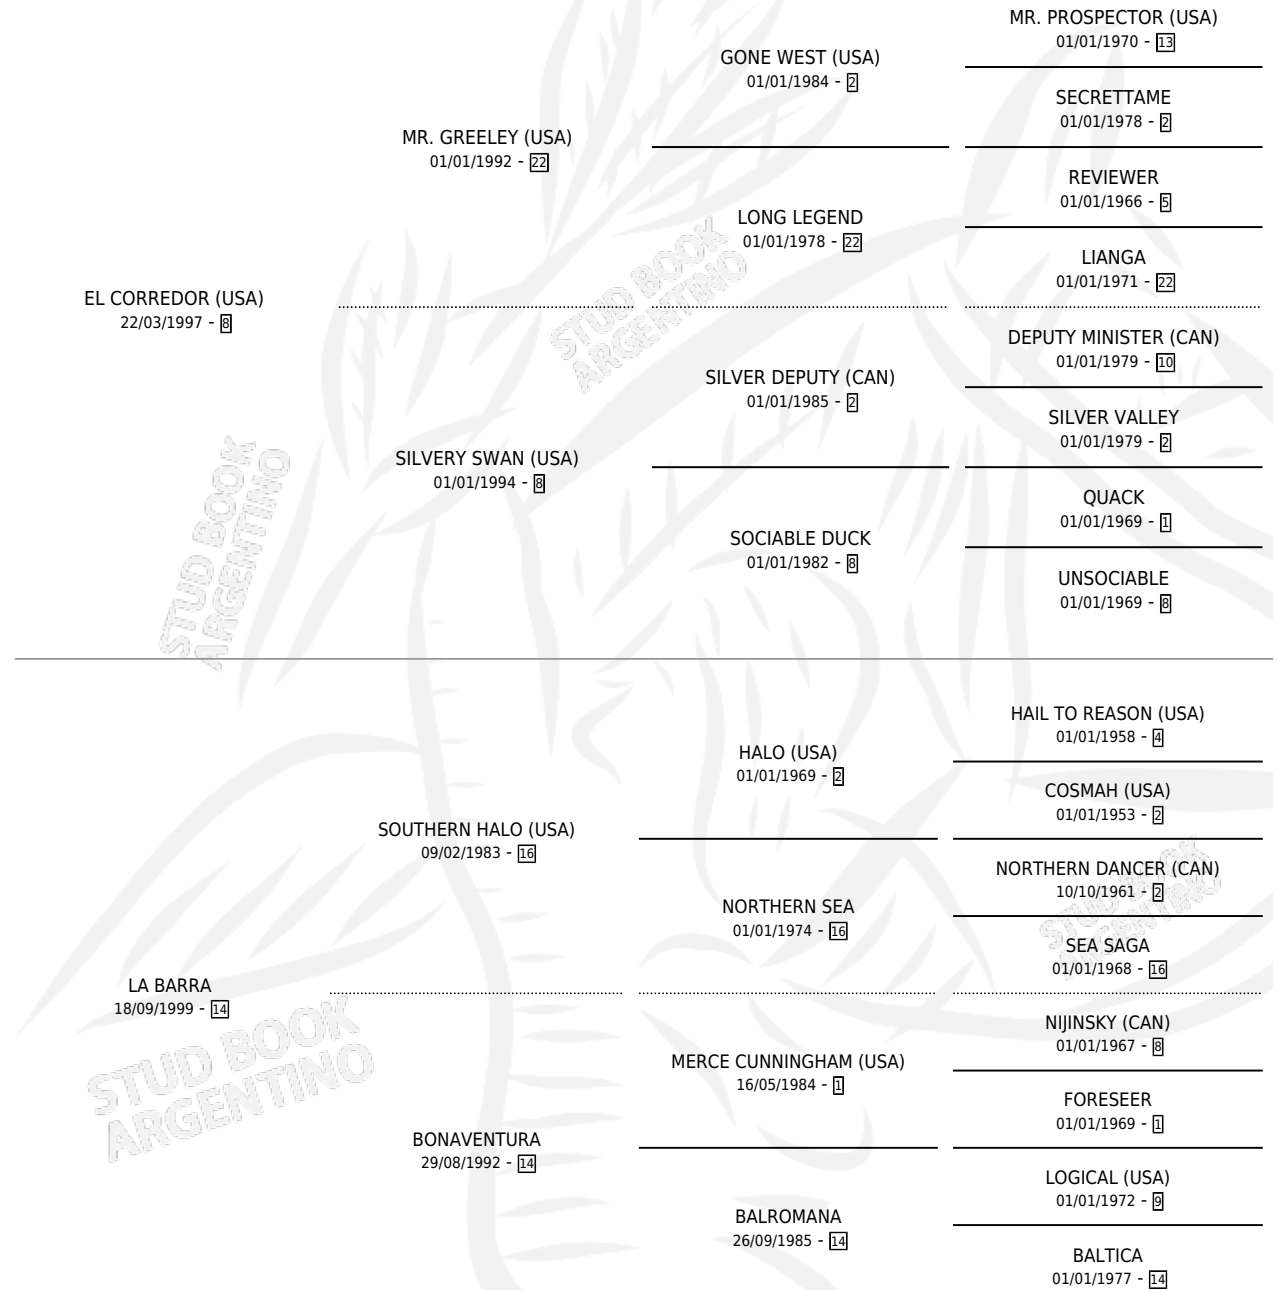 MR. PROSPECTOR (USA)
01/01/1970 - 13
GONE WEST (USA)
01/01/1984 - 2
SECRETTAME
01/01/1978 - 2
MR. GREELEY (USA)
01/01/1992 - 22
REVIEWER
01/01/1966 - 5
LONG LEGEND
01/01/1978 - 22
LIANGA
01/01/1971 - 22
EL CORREDOR (USA)
22/03/1997 - 8
DEPUTY MINISTER (CAN)
01/01/1979 - 10
SILVER DEPUTY (CAN)
01/01/1985 - 2
SILVER VALLEY
01/01/1979 - 2
SILVERY SWAN (USA)
01/01/1994 - 8
QUACK
01/01/1969 - 1
SOCIABLE DUCK
01/01/1982 - 8
UNSOCIABLE
01/01/1969 - 8
HAIL TO REASON (USA)
01/01/1958 - 4
HALO (USA)
01/01/1969 - 2
COSMAH (USA)
01/01/1953 - 2
SOUTHERN HALO (USA)
09/02/1983 - 16
NORTHERN DANCER (CAN)
10/10/1961 - 2
NORTHERN SEA
01/01/1974 - 16
SEA SAGA
01/01/1968 - 16
LA BARRA
18/09/1999 - 14
NIJINSKY (CAN)
01/01/1967 - 8
MERCE CUNNINGHAM (USA)
16/05/1984 - 1
FORESEER
01/01/1969 - 1
BONAVENTURA
29/08/1992 - 14
LOGICAL (USA)
01/01/1972 - 9
BALROMANA
26/09/1985 - 14
BALTICA
01/01/1977 - 14
STUD BOOK
ARGENTINO
STUD BOOK
ARGENTINO
STUD BOOK
ARGENTINO
STUD BOOK
ARGENTINO